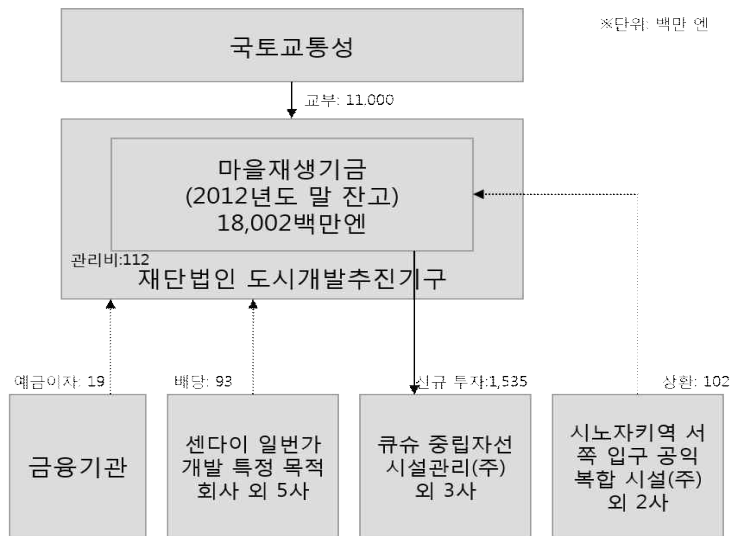 국토교통성
※단위: 백만 엔
교부: 11,000
마을재생기금
(2012년도 말 잔고)
18,002백만엔
관리비:112
재단법인 도시개발추진기구
예금이자: 19
배당: 93
신규 투자:1,535
상환: 102
금융기관
센다이 일번가
개발 특정 목적
회사 외 5사
큐슈 중립자선
시설관리(주)
외 3사
시노자키역 서
쪽 입구 공익
복합 시설(주)
외 2사